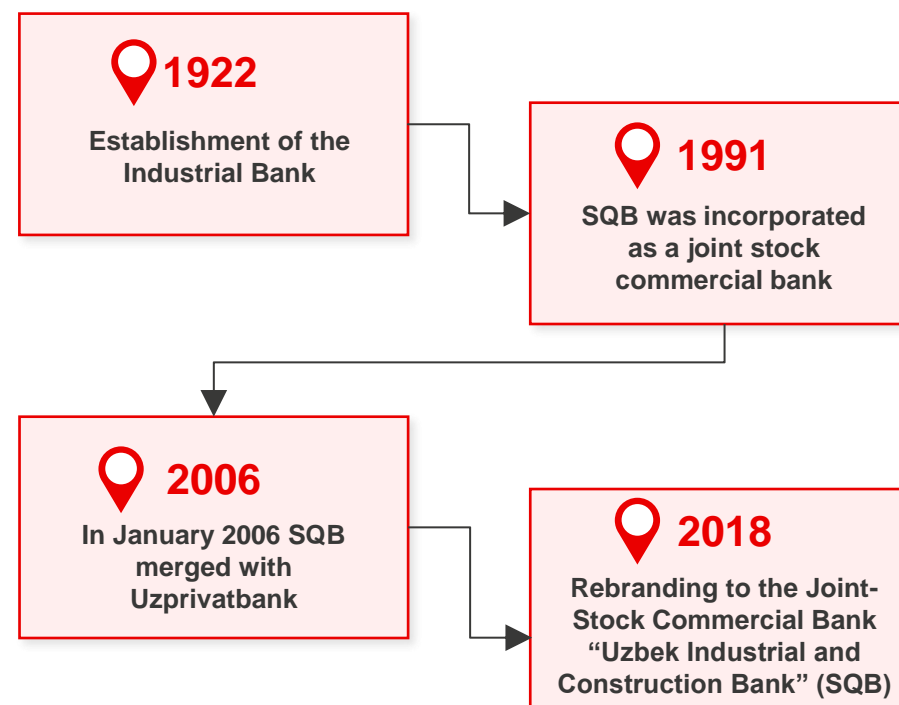 1922
Establishment of the
Industrial Bank
1991
SQB was incorporated
as a joint stock
commercial bank
2006
In January 2006 SQB
merged with
Uzprivatbank
2018
Rebranding to the Joint-
Stock Commercial Bank
“Uzbek Industrial and
Construction Bank” (SQB)